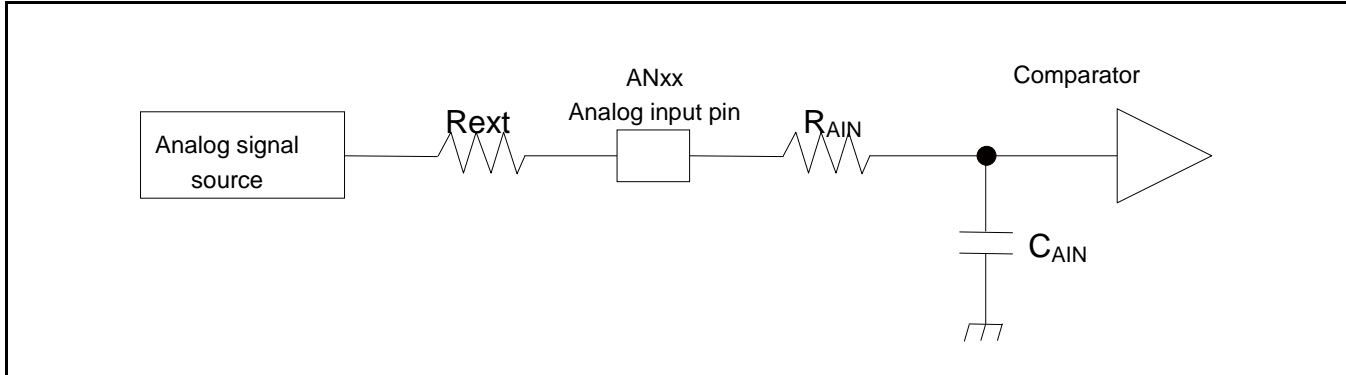 Analog signal
source
Rext
ANxx
Analog input pin
RAIN
Comparator
CAIN